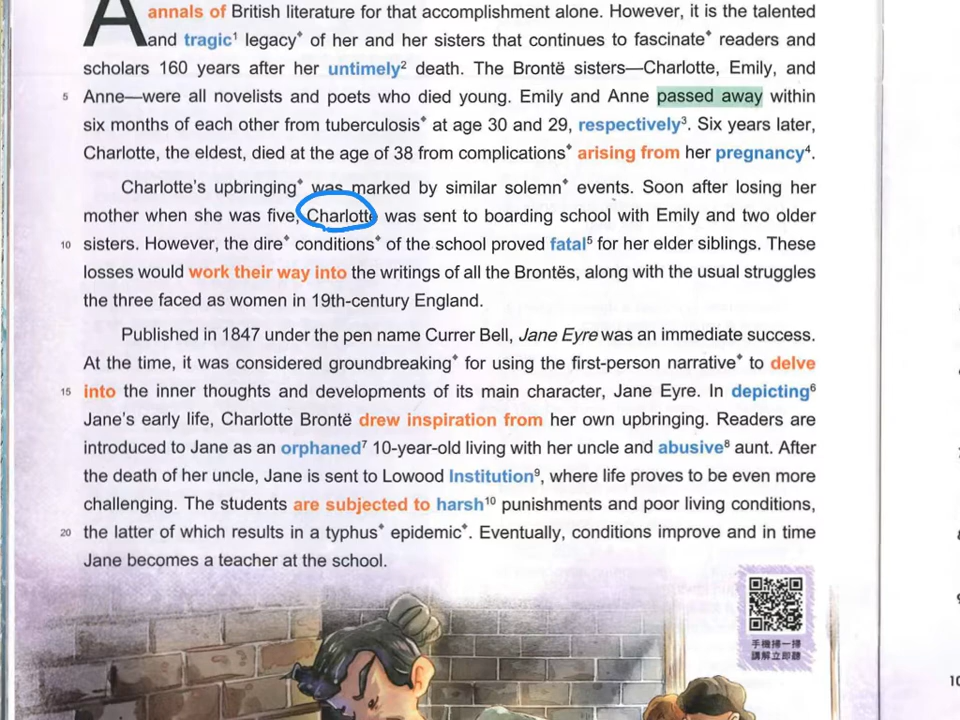 A annals of British literature for that accomplishment alone. However, it is the talented
and tragic¹ legacy⬥ of her and her sisters that continues to fascinate⬥ readers and
scholars 160 years after her untimely² death. The Brontë sisters—Charlotte, Emily, and
5 Anne—were all novelists and poets who died young. Emily and Anne passed away within
six months of each other from tuberculosis⬥ at age 30 and 29, respectively³. Six years later,
Charlotte, the eldest, died at the age of 38 from complications⬥ arising from her pregnancy⁴.
Charlotte's upbringing⬥ was marked by similar solemn⬥ events. Soon after losing her
mother when she was five, Charlotte was sent to boarding school with Emily and two older
10 sisters. However, the dire⬥ conditions⬥ of the school proved fatal⁵ for her elder siblings. These
losses would work their way into the writings of all the Brontës, along with the usual struggles
the three faced as women in 19th-century England.
Published in 1847 under the pen name Currer Bell, Jane Eyre was an immediate success.
At the time, it was considered groundbreaking⬥ for using the first-person narrative⬥ to delve
15 into the inner thoughts and developments of its main character, Jane Eyre. In depicting⁶
Jane's early life, Charlotte Brontë drew inspiration from her own upbringing. Readers are
introduced to Jane as an orphaned⁷ 10-year-old living with her uncle and abusive⁸ aunt. After
the death of her uncle, Jane is sent to Lowood Institution⁹, where life proves to be even more
challenging. The students are subjected to harsh¹⁰ punishments and poor living conditions,
20 the latter of which results in a typhus⬥ epidemic⬥. Eventually, conditions improve and in time
Jane becomes a teacher at the school.
手機掃一掃
講解立即聽
10